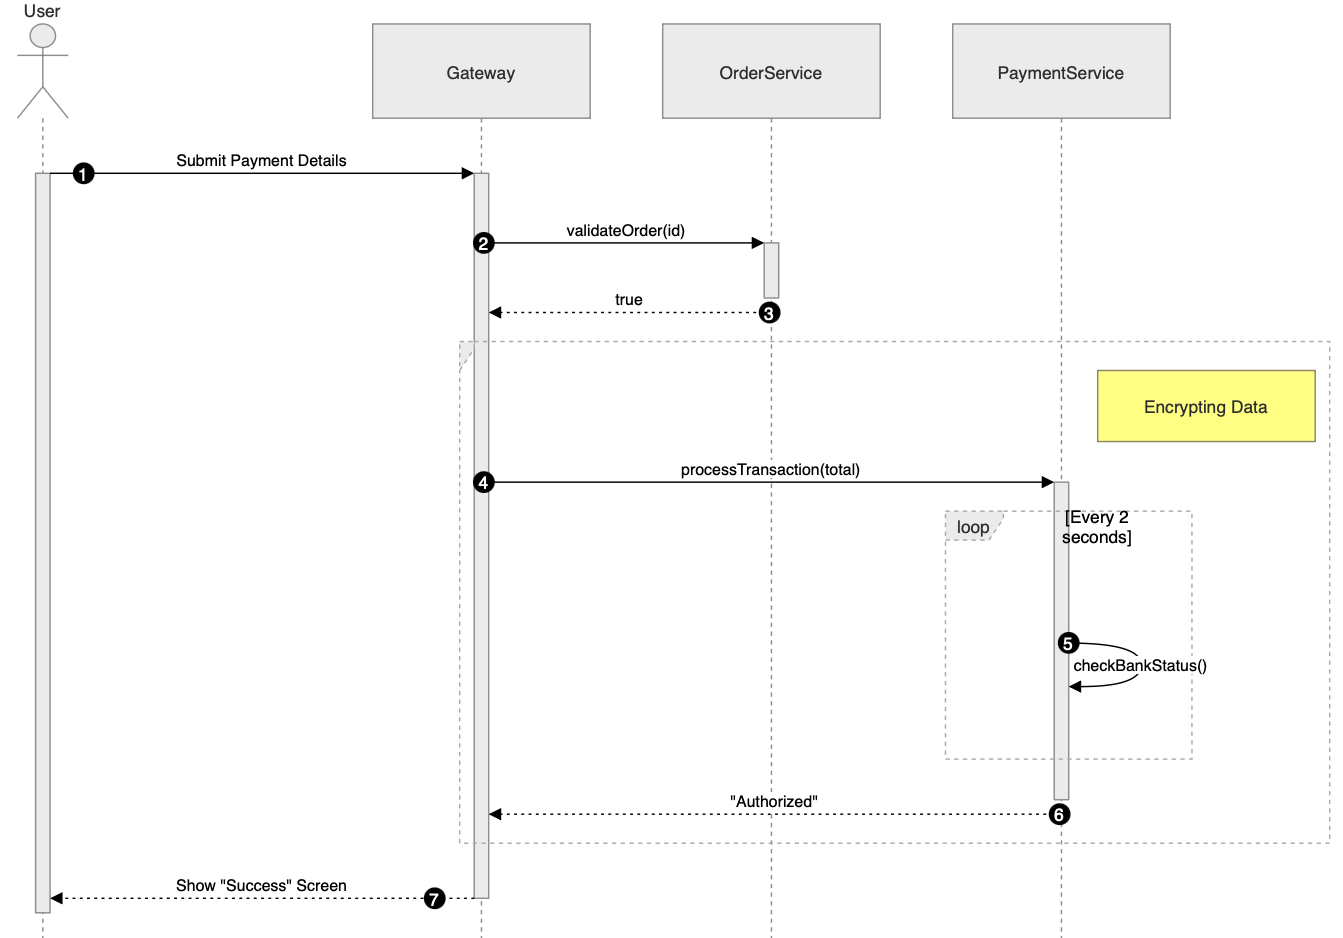 User
Gateway
OrderService
PaymentService
1
Submit Payment Details
2
validateOrder(id)
true
3
Encrypting Data
4
processTransaction(total)
loop
[Every 2
seconds]
5
checkBankStatus()
"Authorized"
6
Show "Success" Screen
7